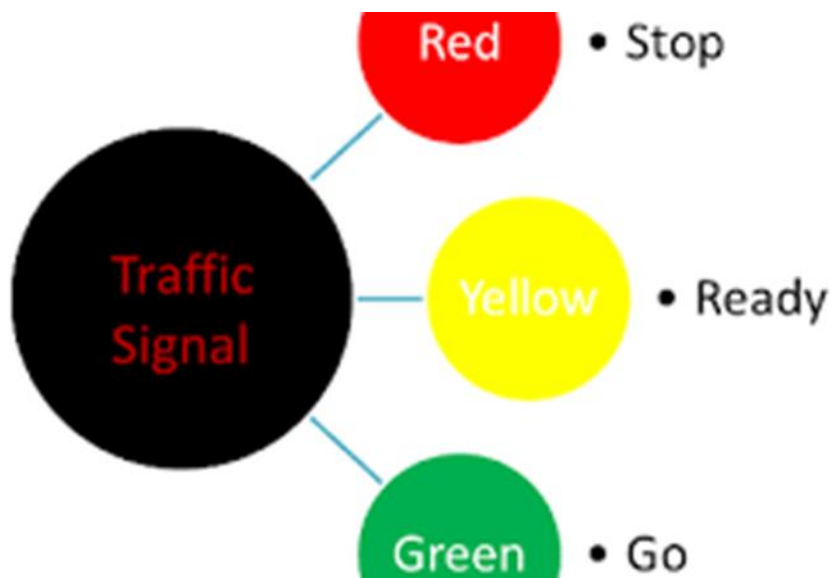 Red
• Stop
Traffic
Signal
Yellow
• Ready
Green
• Go